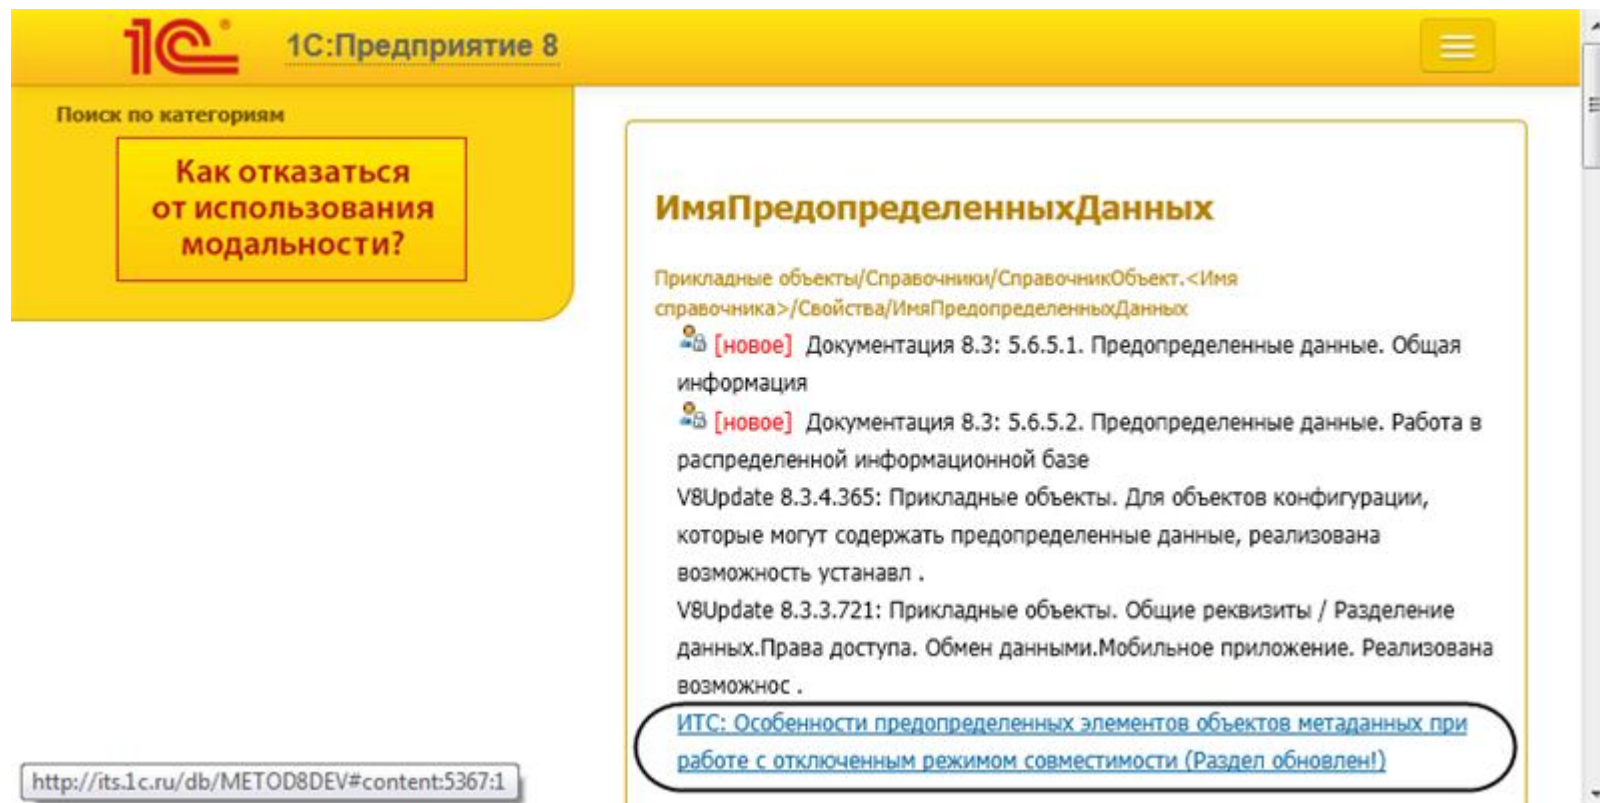 1С:Предприятие 8
Поиск по категориям
Как отказаться
от использования
модальности?
ИмяПредопределенныхДанных
Прикладные объекты/Справочники/СправочникОбъект.<Имя
справочника>/Свойства/ИмяПредопределенныхДанных
[новое] Документация 8.3: 5.6.5.1. Предопределенные данные. Общая
информация
[новое] Документация 8.3: 5.6.5.2. Предопределенные данные. Работа в
распределенной информационной базе
V8Update 8.3.4.365: Прикладные объекты. Для объектов конфигурации,
которые могут содержать предопределенные данные, реализована
возможность устанавл .
V8Update 8.3.3.721: Прикладные объекты. Общие реквизиты / Разделение
данных.Права доступа. Обмен данными.Мобильное приложение. Реализована
возможнос .
ИТС: Особенности предопределенных элементов объектов метаданных при
работе с отключенным режимом совместимости (Раздел обновлен!)
http://its.1c.ru/db/METOD8DEV#content:5367:1